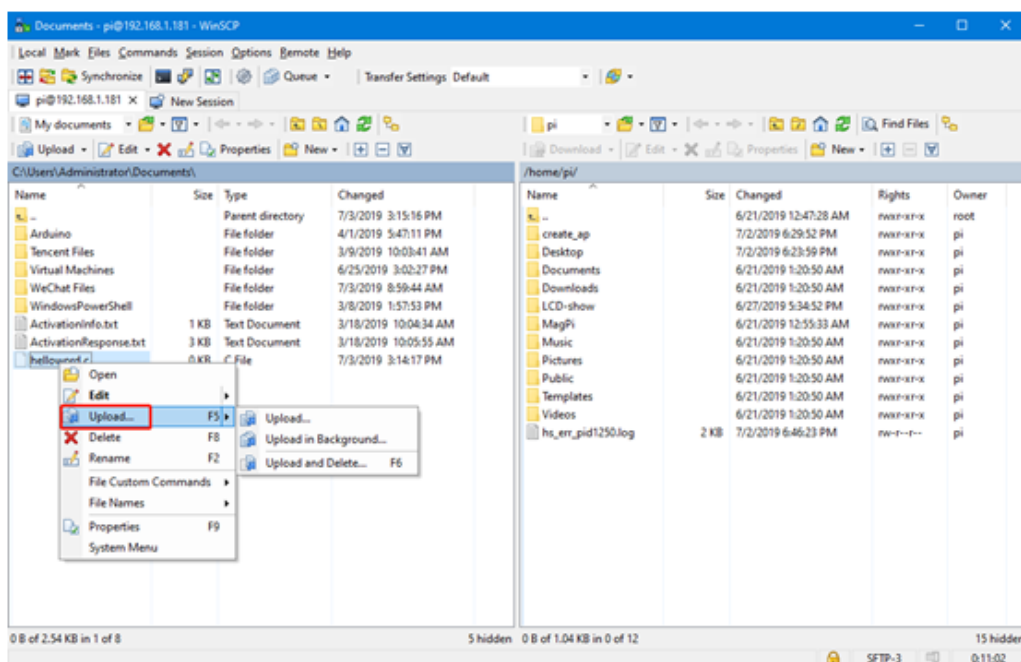 Documents - pi@192.168.1.181 - WinSCP
Local Mark Files Commands Session Options Remote Help
Synchronize Queue Transfer Settings Default
pi@192.168.1.181 New Session
My documents pi Find Files
Upload Edit Properties New Download Edit Properties New
C:\Users\Administrator\Documents\ /home/pi/
Name Size Type Changed Name Size Changed Rights Owner
.. Parent directory 7/3/2019 3:15:16 PM .. 6/21/2019 12:47:28 AM rwxr-xr-x root
Arduino File folder 4/1/2019 5:47:11 PM create_ap 7/2/2019 6:29:52 PM rwxr-xr-x pi
Tencent Files File folder 3/9/2019 10:03:41 AM Desktop 7/2/2019 6:23:59 PM rwxr-xr-x pi
Virtual Machines File folder 6/25/2019 3:02:27 PM Documents 6/21/2019 1:20:50 AM rwxr-xr-x pi
WeChat Files File folder 7/3/2019 8:59:44 AM Downloads 6/21/2019 1:20:50 AM rwxr-xr-x pi
WindowsPowerShell File folder 3/8/2019 1:57:53 PM LCD-show 6/27/2019 5:34:52 PM rwxr-xr-x pi
ActivationInfo.txt 1 KB Text Document 3/18/2019 10:04:34 AM MagPi 6/21/2019 12:55:33 AM rwxr-xr-x pi
ActivationResponse.txt 3 KB Text Document 3/18/2019 10:05:55 AM Music 6/21/2019 1:20:50 AM rwxr-xr-x pi
helloword.c 0 KB C File 7/3/2019 3:14:17 PM Pictures 6/21/2019 1:20:50 AM rwxr-xr-x pi
Open Public 6/21/2019 1:20:50 AM rwxr-xr-x pi
Edit Templates 6/21/2019 1:20:50 AM rwxr-xr-x pi
Upload... F5 Upload... Videos 6/21/2019 1:20:50 AM rwxr-xr-x pi
Delete F8 Upload in Background... hs_err_pid1250.log 2 KB 7/2/2019 6:46:23 PM rw-r--r-- pi
Rename F2 Upload and Delete... F6
File Custom Commands
File Names
Properties F9
System Menu
0 B of 2.54 KB in 1 of 8 5 hidden 0 B of 1.04 KB in 0 of 12 15 hidden
SFTP-3 0:11:02